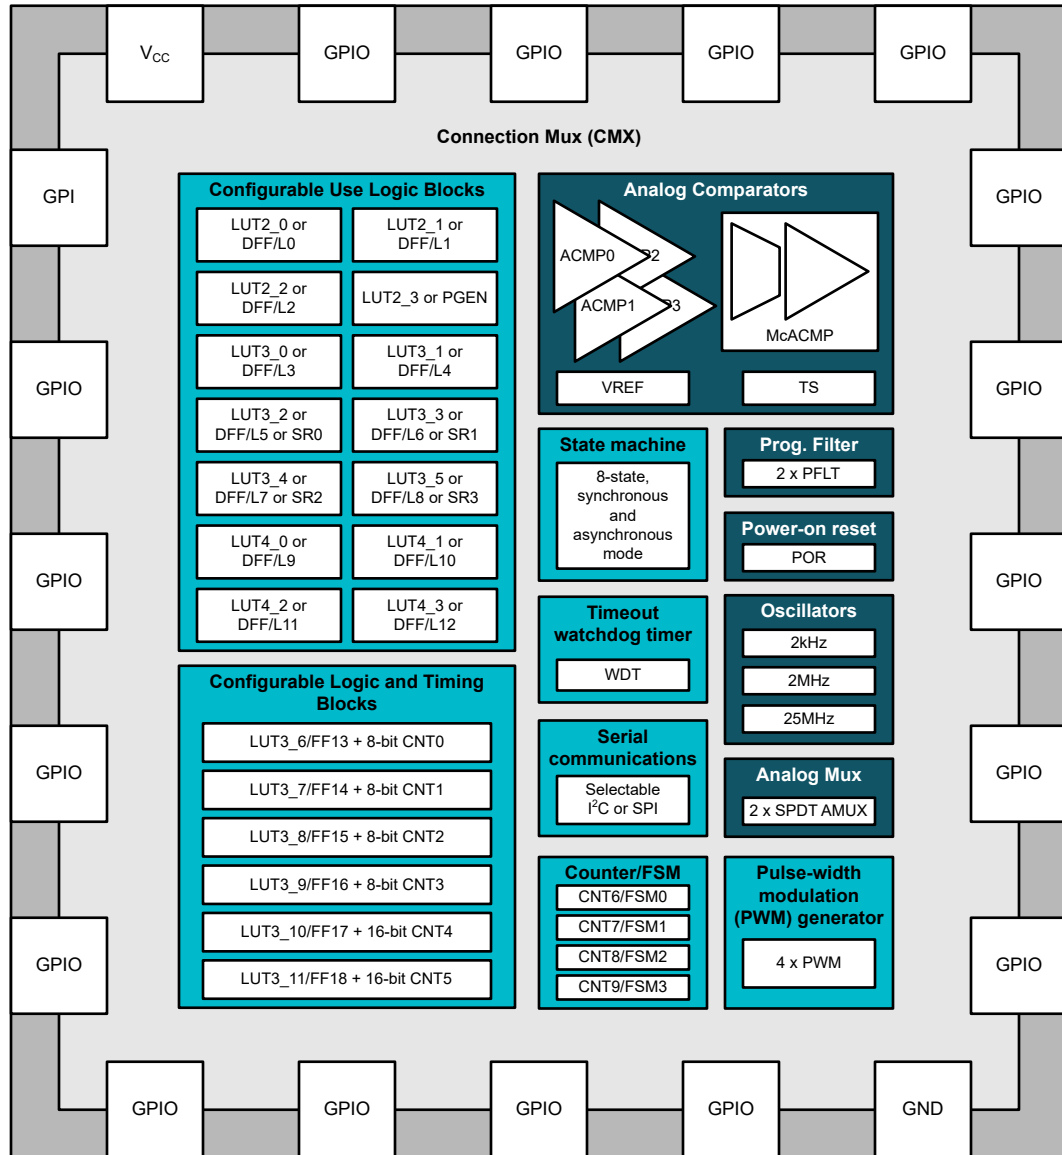 V_CC
GPIO
GPIO
GPIO
GPIO
Connection Mux (CMX)
GPI
GPIO
GPIO
GPIO
GPIO
GPIO
GPIO
GPIO
GPIO
GPIO
Configurable Use Logic Blocks
LUT2_0 or
DFF/L0
LUT2_1 or
DFF/L1
LUT2_2 or
DFF/L2
LUT2_3 or PGEN
LUT3_0 or
DFF/L3
LUT3_1 or
DFF/L4
LUT3_2 or
DFF/L5 or SR0
LUT3_3 or
DFF/L6 or SR1
LUT3_4 or
DFF/L7 or SR2
LUT3_5 or
DFF/L8 or SR3
LUT4_0 or
DFF/L9
LUT4_1 or
DFF/L10
LUT4_2 or
DFF/L11
LUT4_3 or
DFF/L12
Configurable Logic and Timing
Blocks
LUT3_6/FF13 + 8-bit CNT0
LUT3_7/FF14 + 8-bit CNT1
LUT3_8/FF15 + 8-bit CNT2
LUT3_9/FF16 + 8-bit CNT3
LUT3_10/FF17 + 16-bit CNT4
LUT3_11/FF18 + 16-bit CNT5
Analog Comparators
ACMP0
P2
ACMP1
P3
McACMP
VREF
TS
State machine
8-state,
synchronous
and
asynchronous
mode
Prog. Filter
2 x PFLT
Power-on reset
POR
Timeout
watchdog timer
WDT
Oscillators
2kHz
2MHz
25MHz
Serial
communications
Selectable
I²C or SPI
Analog Mux
2 x SPDT AMUX
Counter/FSM
CNT6/FSM0
CNT7/FSM1
CNT8/FSM2
CNT9/FSM3
Pulse-width
modulation
(PWM) generator
4 x PWM
GPIO
GPIO
GPIO
GPIO
GND